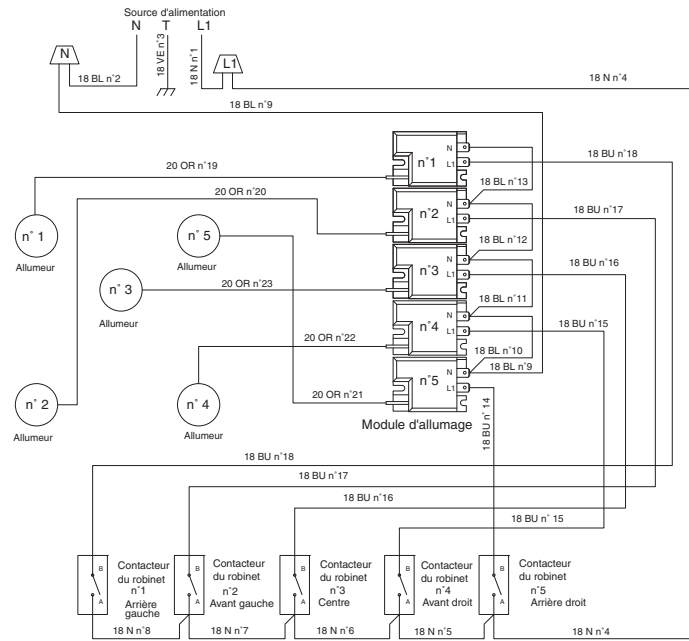 Source d'alimentation
N T L1
18 VE n°3
18 N n°1
N
L1
18 BL n°2
18 N n°4
18 BL n°9
N
n°1
L1
18 BU n°18
20 OR n°19
18 BL n°13
20 OR n°20
N
n°2
L1
18 BU n°17
n° 1
Allumeur
n° 5
Allumeur
18 BL n°12
N
n°3
L1
18 BU n°16
n° 3
Allumeur
20 OR n°23
18 BL n°11
N
n°4
L1
18 BU n°15
20 OR n°22
18 BL n°10
18 BL n°9
N
n°5
L1
n° 2
Allumeur
n° 4
Allumeur
20 OR n°21
Module d'allumage
18 BU n° 14
18 BU n°18
18 BU n°17
18 BU n°16
18 BU n° 15
B
A
Contacteur
du robinet
n°1
Arrière
gauche
B
A
Contacteur
du robinet
n°2
Avant gauche
B
A
Contacteur
du robinet
n°3
Centre
B
A
Contacteur
du robinet
n°4
Avant droit
B
A
Contacteur
du robinet
n°5
Arrière droit
18 N n°8
18 N n°7
18 N n°6
18 N n°5
18 N n°4